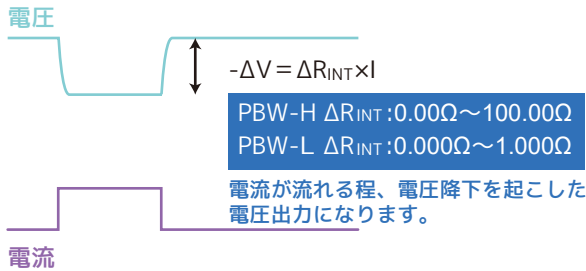 電圧
-ΔV＝ΔRINT×I
PBW-H ΔRINT:0.00Ω～100.00Ω
PBW-L ΔRINT:0.000Ω～1.000Ω
電流が流れる程、電圧降下を起こした
電圧出力になります。
電流